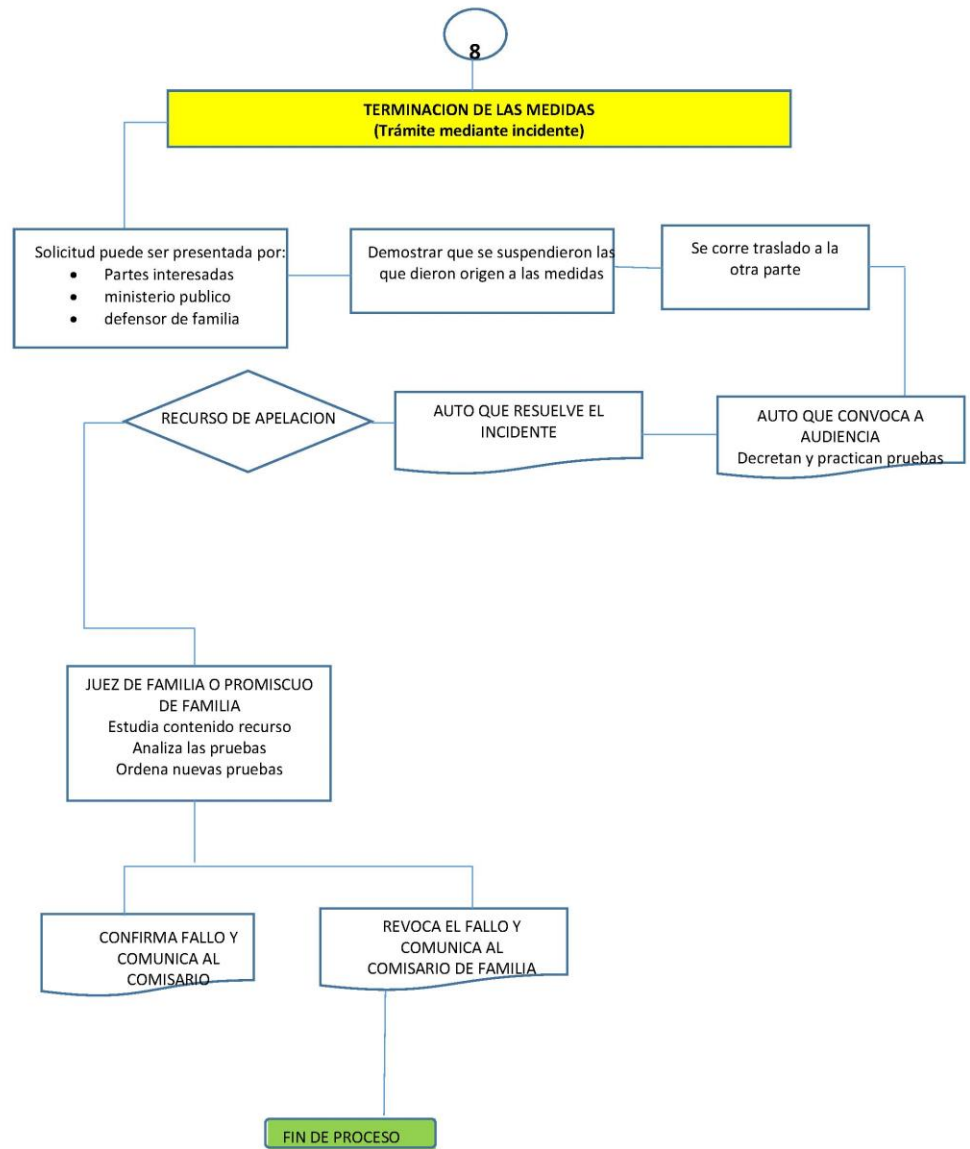 8
TERMINACION DE LAS MEDIDAS
(Trámite mediante incidente)
Solicitud puede ser presentada por:
• Partes interesadas
• ministerio publico
• defensor de familia
Demostrar que se suspendieron las
que dieron origen a las medidas
Se corre traslado a la
otra parte
RECURSO DE APELACION
AUTO QUE RESUELVE EL
INCIDENTE
AUTO QUE CONVOCA A
AUDIENCIA
Decretan y practican pruebas
JUEZ DE FAMILIA O PROMISCUO
DE FAMILIA
Estudia contenido recurso
Analiza las pruebas
Ordena nuevas pruebas
CONFIRMA FALLO Y
COMUNICA AL
COMISARIO
REVOCA EL FALLO Y
COMUNICA AL
COMISARIO DE FAMILIA
FIN DE PROCESO